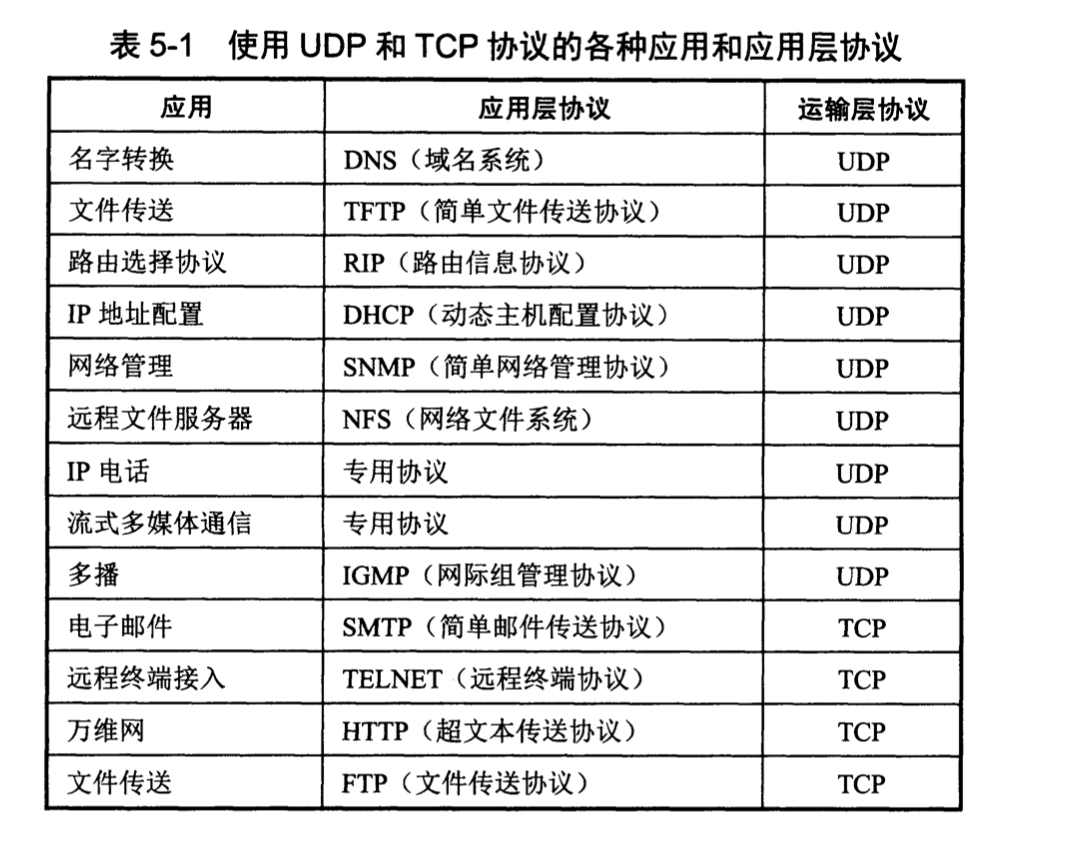 表 5-1 使用 UDP 和 TCP 协议的各种应用和应用层协议
应用 应用层协议 运输层协议
名字转换 DNS（域名系统） UDP
文件传送 TFTP（简单文件传送协议） UDP
路由选择协议 RIP（路由信息协议） UDP
IP 地址配置 DHCP（动态主机配置协议） UDP
网络管理 SNMP（简单网络管理协议） UDP
远程文件服务器 NFS（网络文件系统） UDP
IP 电话 专用协议 UDP
流式多媒体通信 专用协议 UDP
多播 IGMP（网际组管理协议） UDP
电子邮件 SMTP（简单邮件传送协议） TCP
远程终端接入 TELNET（远程终端协议） TCP
万维网 HTTP（超文本传送协议） TCP
文件传送 FTP（文件传送协议） TCP